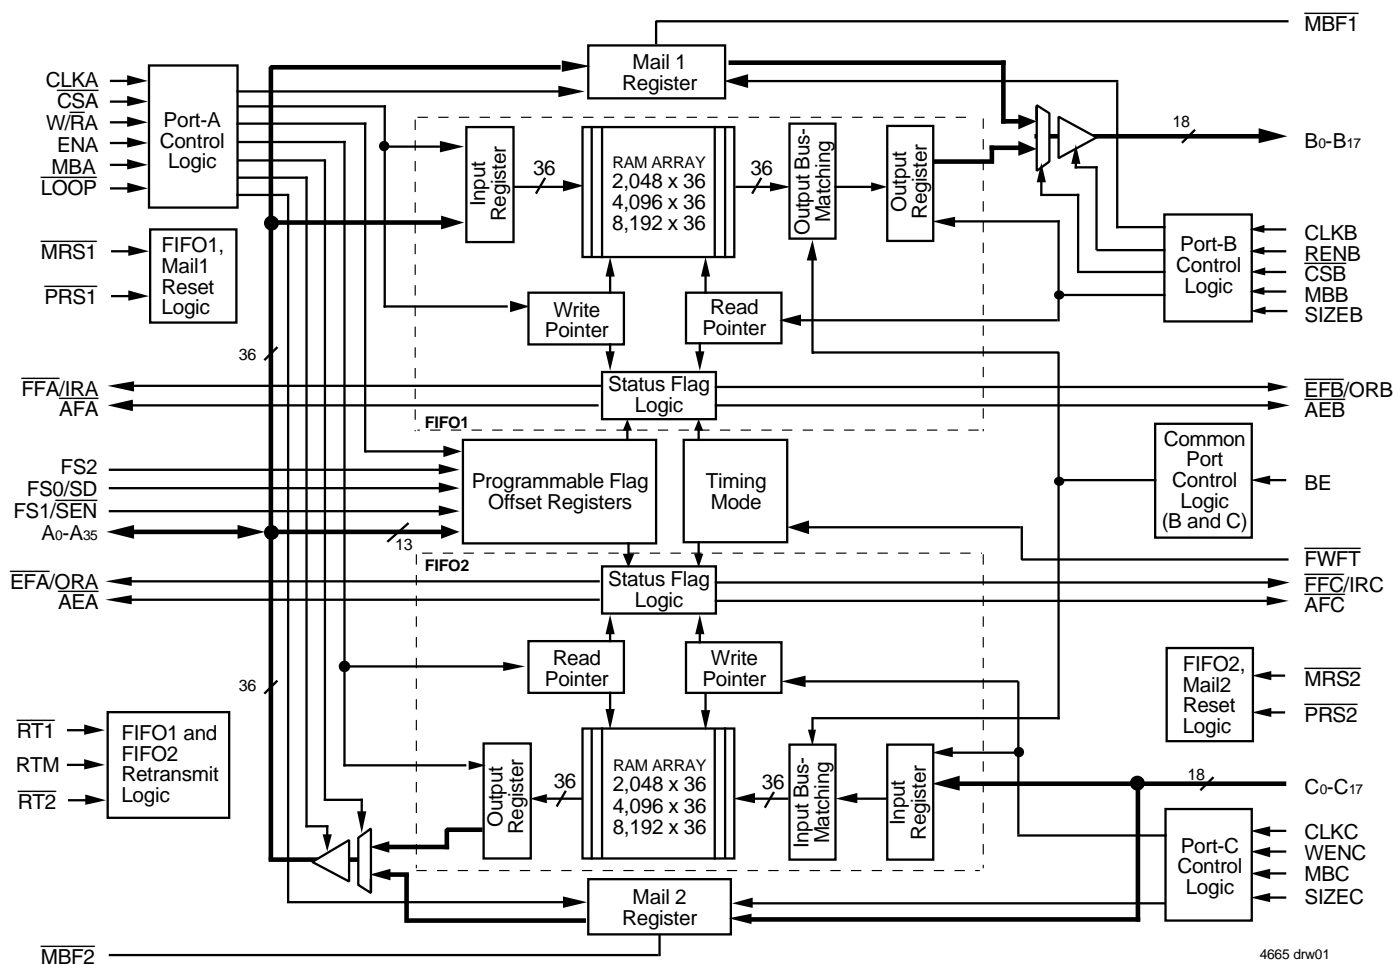 MBF1
Mail 1
Register
CLKA
CSA
W/RA
ENA
MBA
LOOP
Port-A
Control
Logic
Input
Register
36
RAM ARRAY
2,048 x 36
4,096 x 36
8,192 x 36
36
Output Bus-
Matching
Output
Register
18
B0-B17
MRS1
PRS1
FIFO1,
Mail1
Reset
Logic
Write
Pointer
Read
Pointer
Port-B
Control
Logic
CLKB
RENB
CSB
MBB
SIZEB
36
FFA/IRA
AFA
Status Flag
Logic
EFB/ORB
AEB
FIFO1
FS2
FS0/SD
FS1/SEN
A0-A35
13
Programmable Flag
Offset Registers
Timing
Mode
Common
Port
Control
Logic
(B and C)
BE
FWFT
FIFO2
EFA/ORA
AEA
Status Flag
Logic
FFC/IRC
AFC
Read
Pointer
Write
Pointer
36
FIFO2,
Mail2
Reset
Logic
MRS2
PRS2
RT1
RTM
RT2
FIFO1 and
FIFO2
Retransmit
Logic
Output
Register
36
RAM ARRAY
2,048 x 36
4,096 x 36
8,192 x 36
36
Input Bus-
Matching
Input
Register
18
C0-C17
Port-C
Control
Logic
CLKC
WENC
MBC
SIZEC
Mail 2
Register
MBF2
4665 drw01